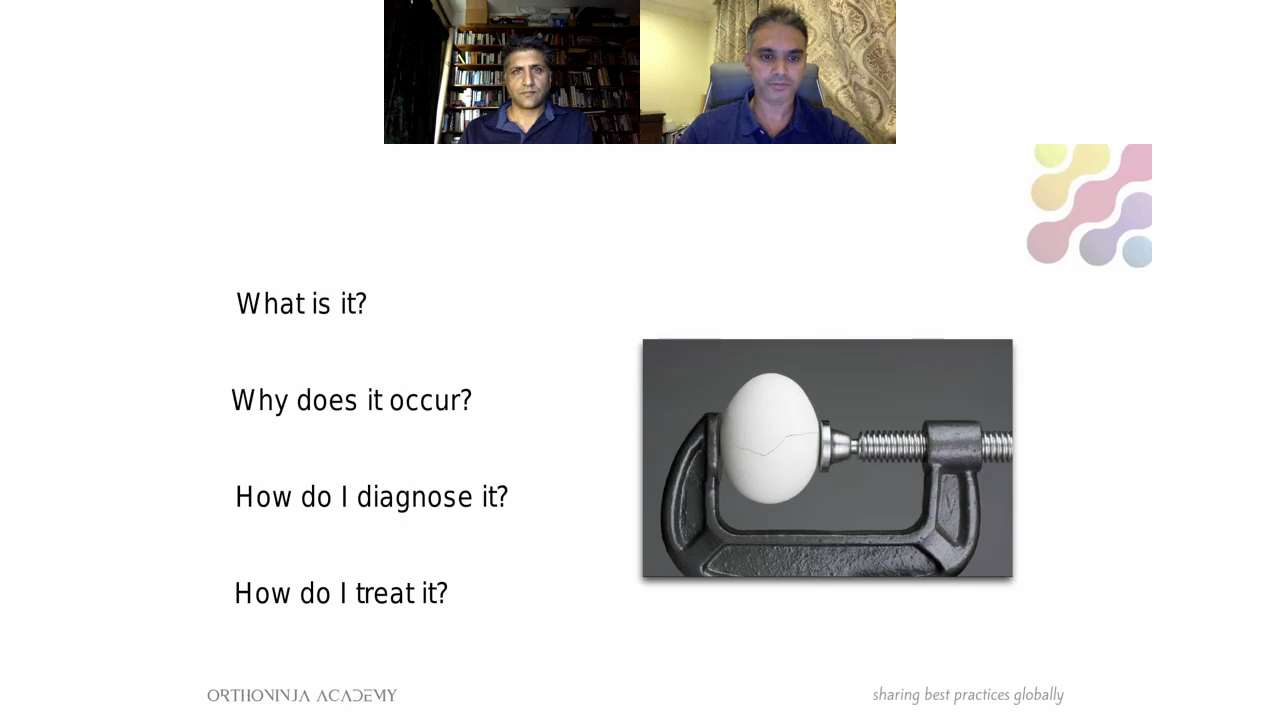 What is it?
Why does it occur?
How do I diagnose it?
How do I treat it?
ORTHONINJA ACADEMY
sharing best practices globally